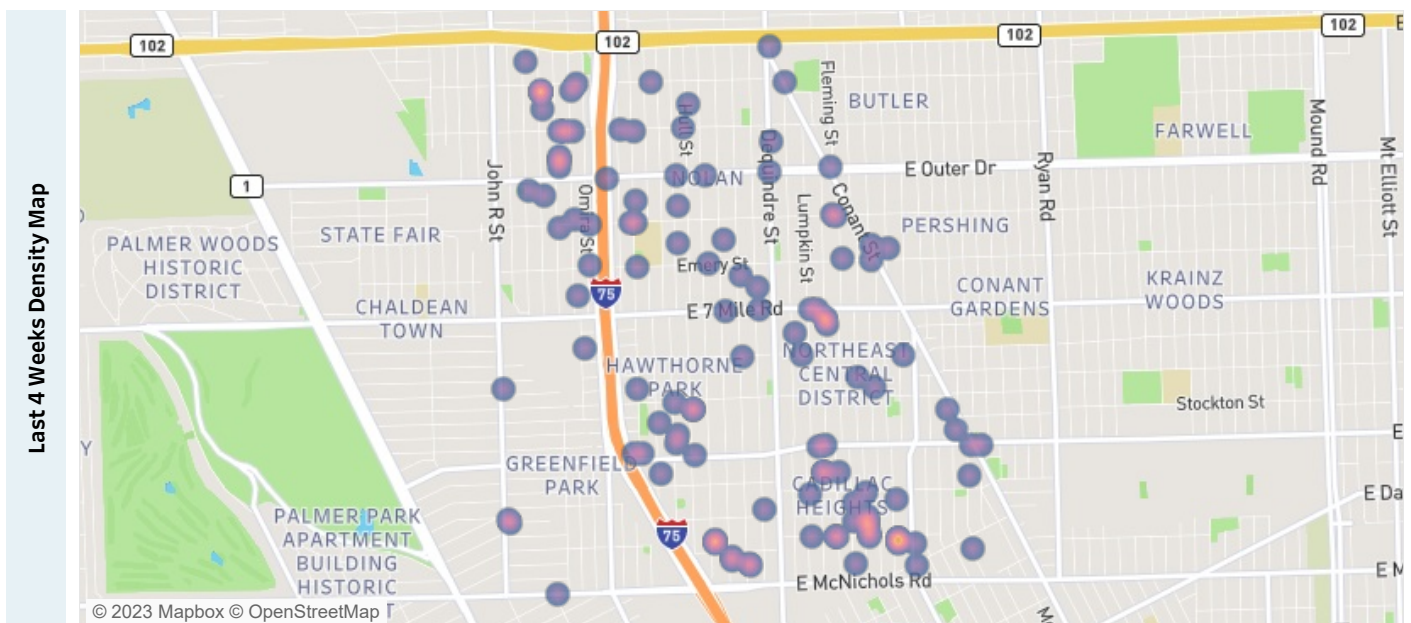 Last 4 Weeks Density Map
102
102
102
102
E
Fleming St
BUTLER
Hull St
FARWELL
Mound Rd
Mt Elliott St
Dequindre St
E Outer Dr
Ryan Rd
John R St
NOLAN
1
Omira St
Lumpkin St
Conant St
PERSHING
STATE FAIR
PALMER WOODS
HISTORIC
DISTRICT
Emery St
CONANT
GARDENS
KRAINZ
WOODS
75
CHALDEAN
TOWN
E 7 Mile Rd
HAWTHORNE
PARK
NORTHEAST
CENTRAL
DISTRICT
Stockton St
E
Y
GREENFIELD
PARK
CADILLAC
HEIGHTS
E Da
PALMER PARK
APARTMENT
BUILDING
HISTORIC
T
75
E McNichols Rd
E M
© 2023 Mapbox © OpenStreetMap